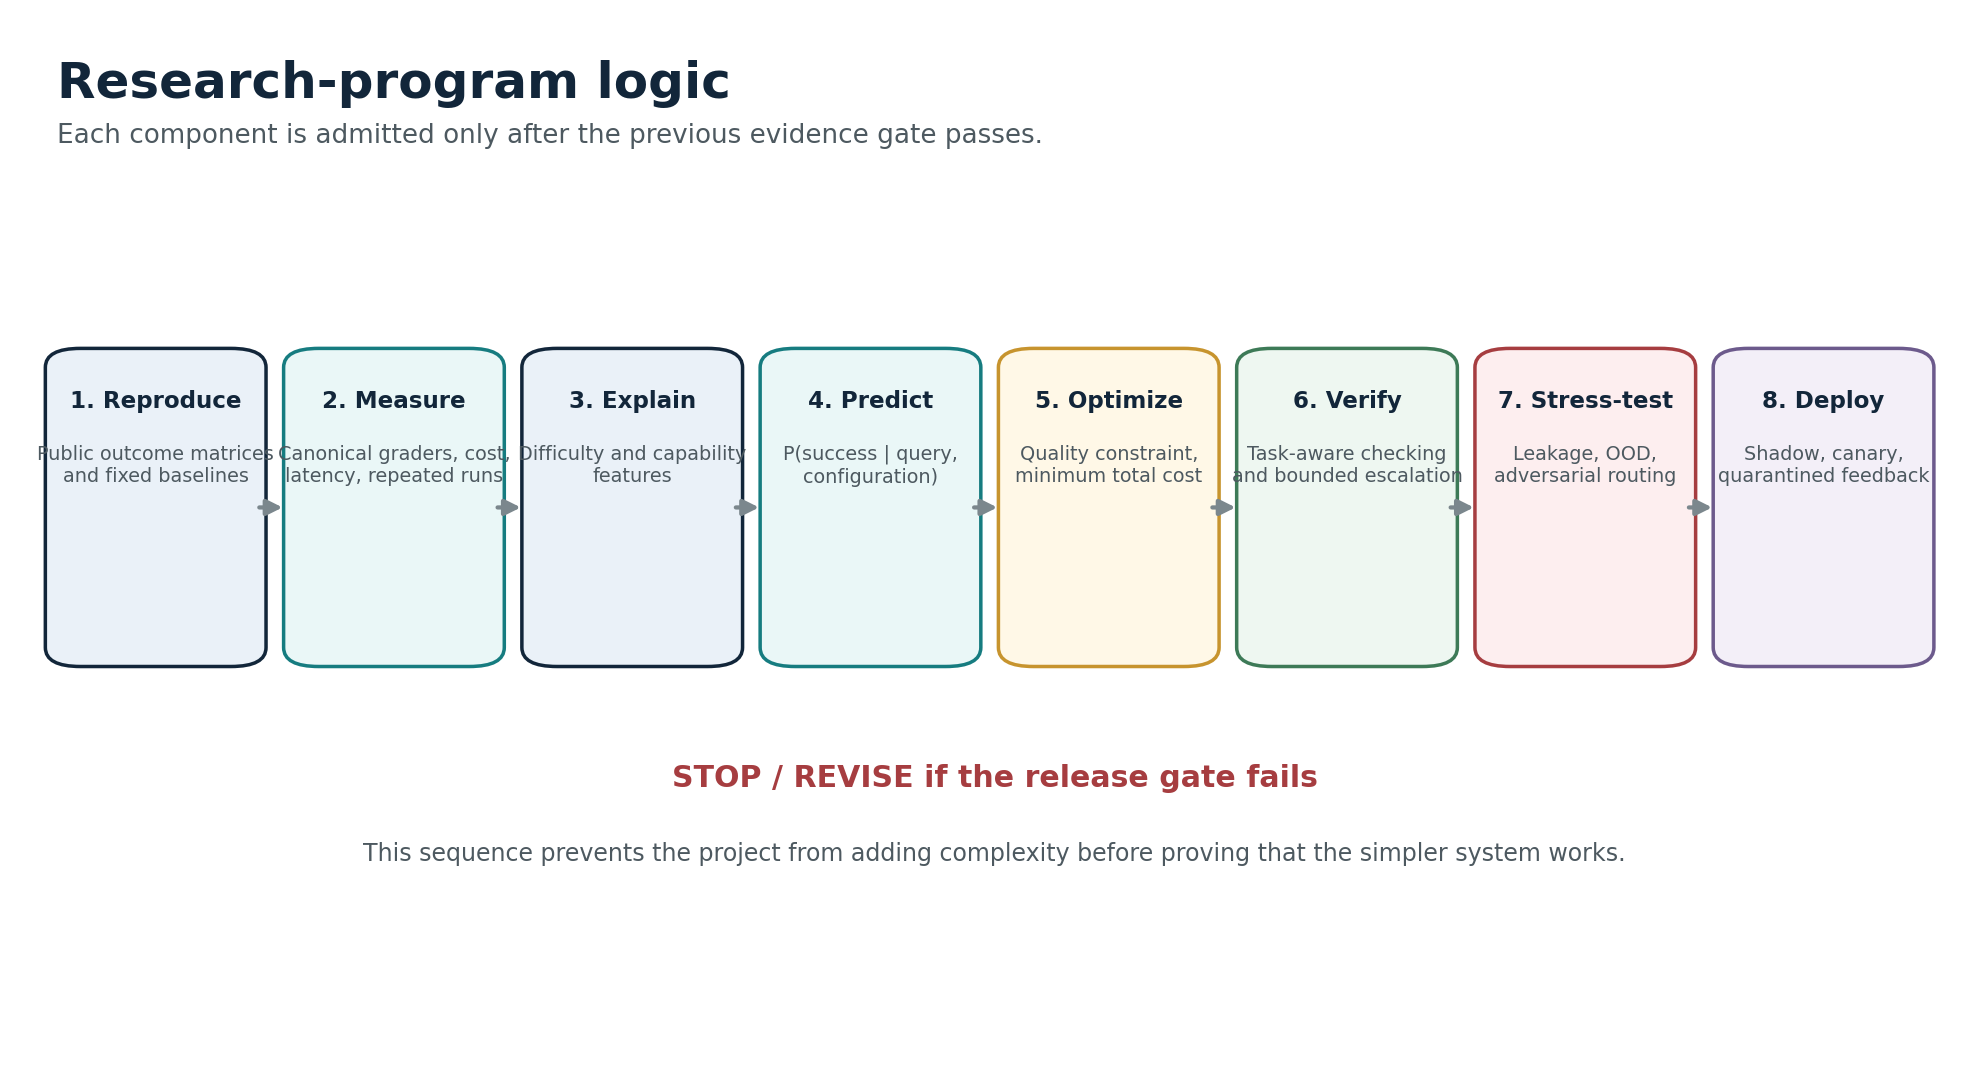 Research-program logic
Each component is admitted only after the previous evidence gate passes.
1. Reproduce
Public outcome matrices
and fixed baselines
2. Measure
Canonical graders, cost,
latency, repeated runs
3. Explain
Difficulty and capability
features
4. Predict
P(success | query,
configuration)
5. Optimize
Quality constraint,
minimum total cost
6. Verify
Task-aware checking
and bounded escalation
7. Stress-test
Leakage, OOD,
adversarial routing
8. Deploy
Shadow, canary,
quarantined feedback
STOP / REVISE if the release gate fails
This sequence prevents the project from adding complexity before proving that the simpler system works.